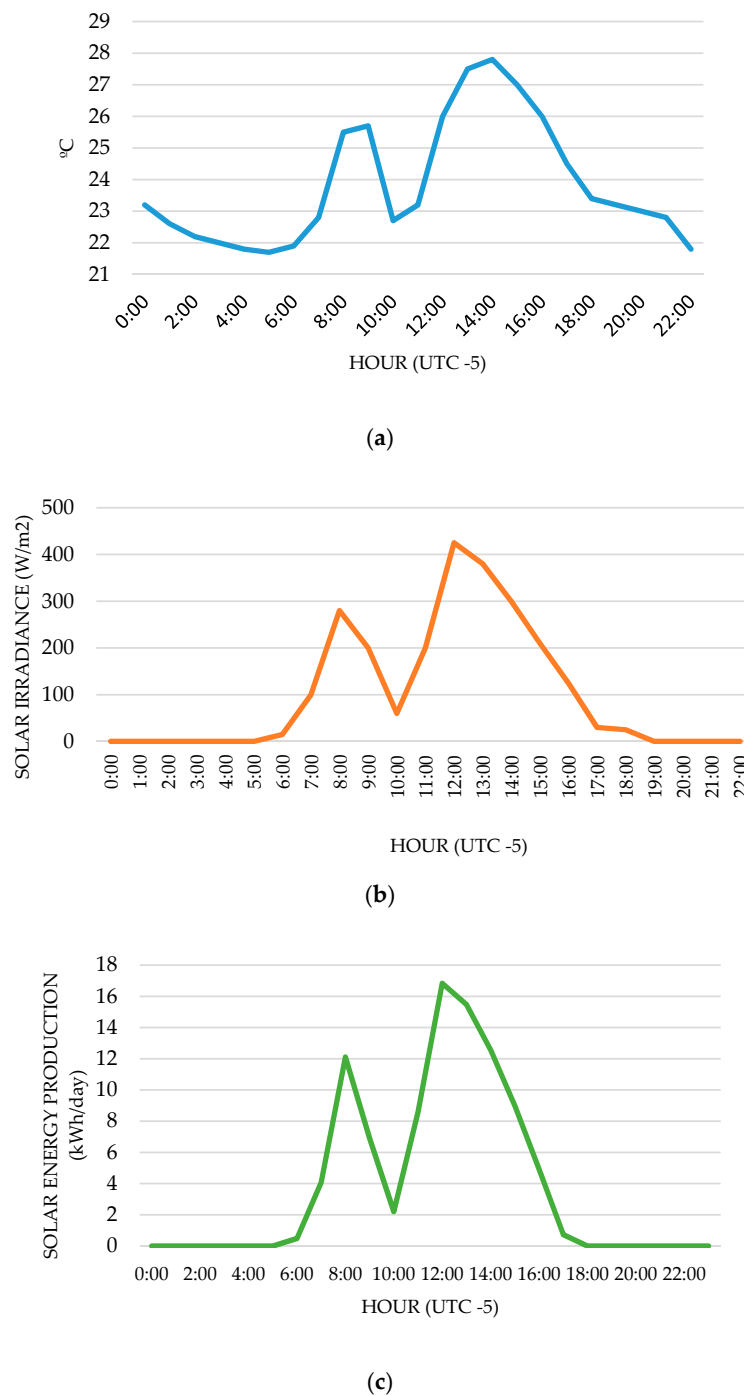 29
28
27
26
25
24
23
22
21
ºC
0:00 2:00 4:00 6:00 8:00 10:00 12:00 14:00 16:00 18:00 20:00 22:00
HOUR (UTC -5)
(a)
SOLAR IRRADIANCE (W/m2)
500
400
300
200
100
0
0:00 1:00 2:00 3:00 4:00 5:00 6:00 7:00 8:00 9:00 10:00 11:00 12:00 13:00 14:00 15:00 16:00 17:00 18:00 19:00 20:00 21:00 22:00
HOUR (UTC -5)
(b)
SOLAR ENERGY PRODUCTION
(kWh/day)
18
16
14
12
10
8
6
4
2
0
0:00 2:00 4:00 6:00 8:00 10:00 12:00 14:00 16:00 18:00 20:00 22:00
HOUR (UTC -5)
(c)